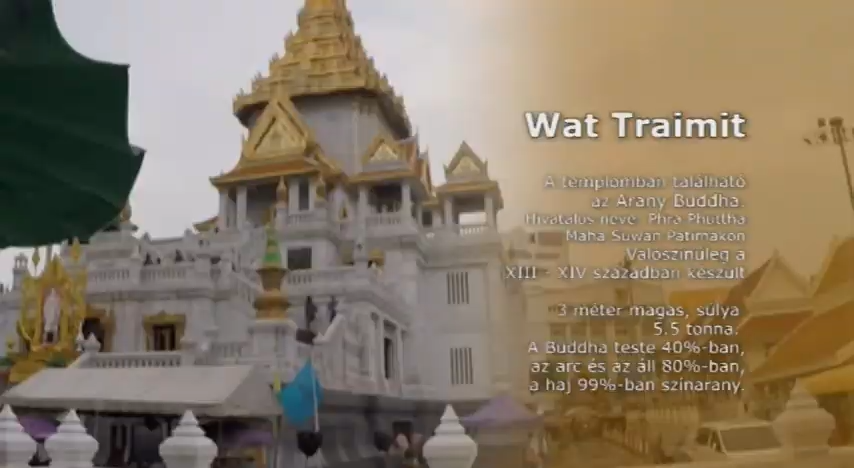 Wat Traimit
A templomban található
az Arany Buddha.
Hivatalos neve: Phra Phuttha
Maha Suwan Patimakon
Valószínűleg a
XIII - XIV században készült
3 méter magas, súlya
5.5 tonna.
A Buddha teste 40%-ban,
az arc és az áll 80%-ban,
a haj 99%-ban színarany.